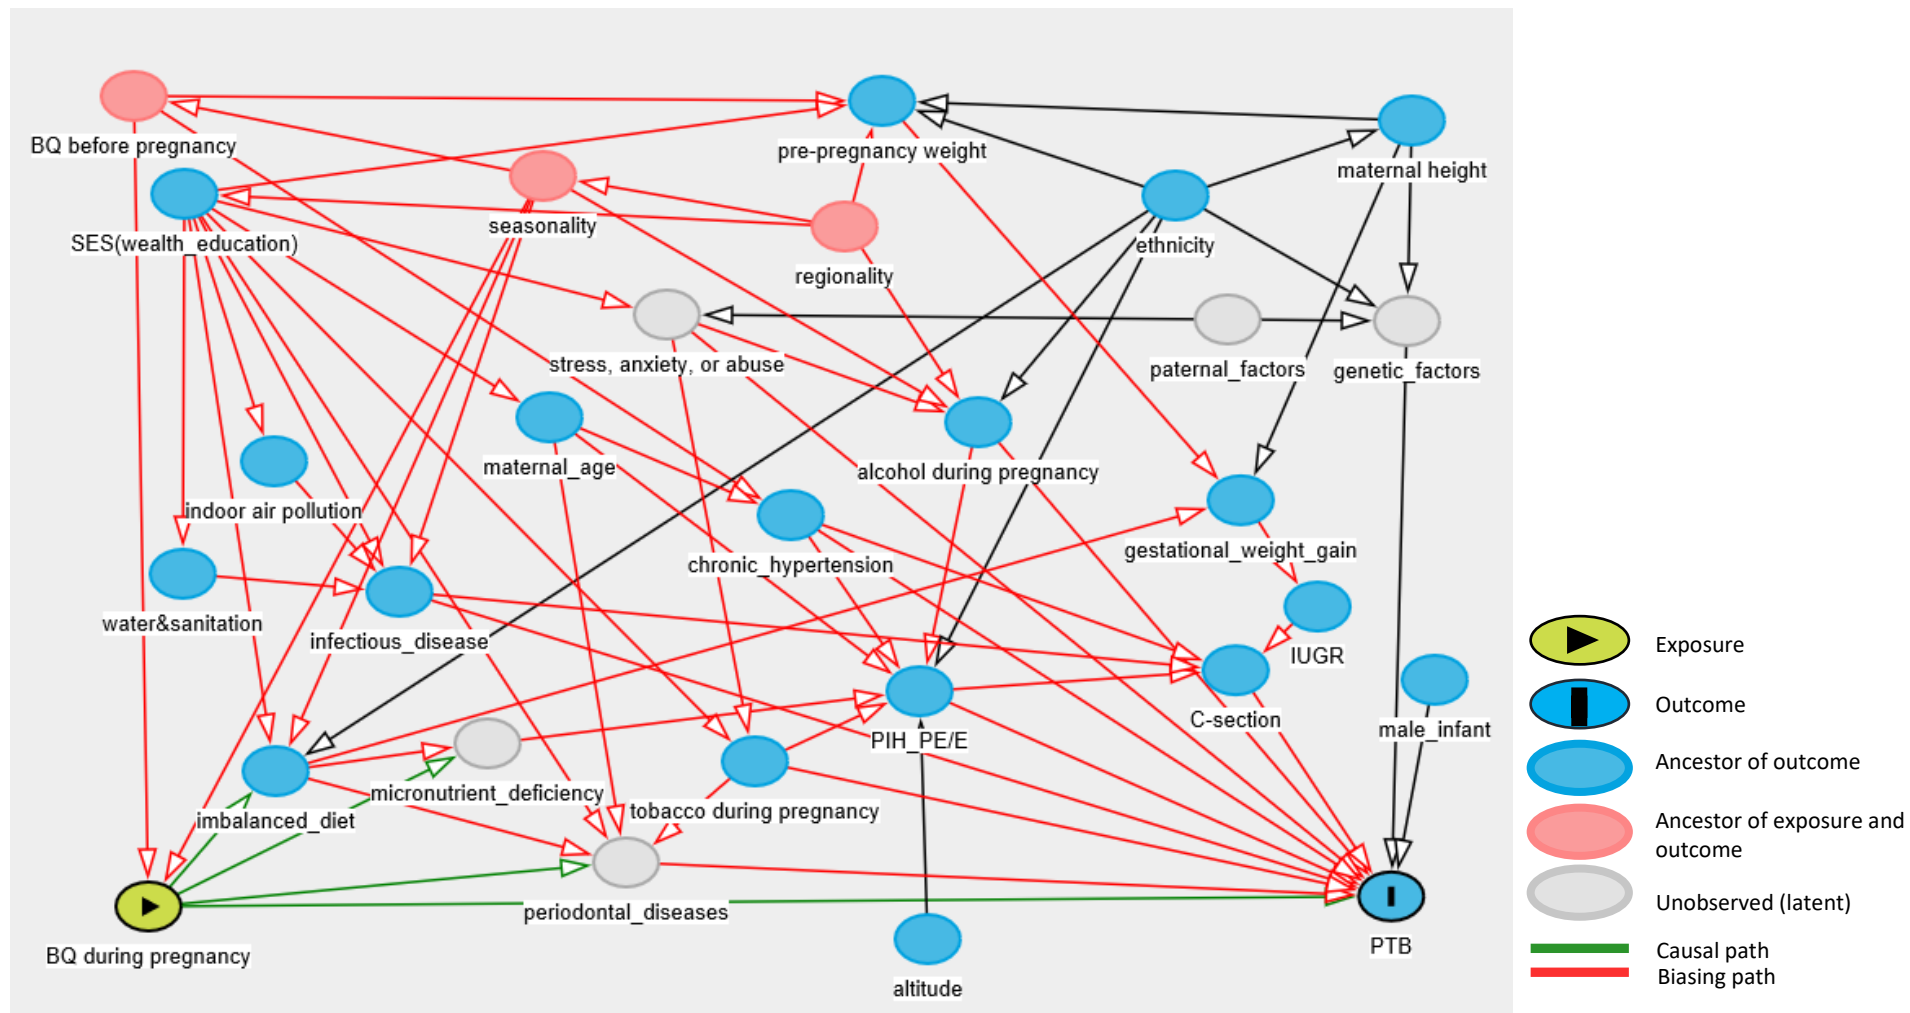 BQ before pregnancy
pre-pregnancy weight
maternal height
SES(wealth_education)
seasonality
regionality
ethnicity
stress, anxiety, or abuse
paternal_factors
genetic_factors
maternal_age
alcohol during pregnancy
indoor air pollution
chronic_hypertension
gestational_weight_gain
water&sanitation
infectious_disease
IUGR
C-section
male_infant
PIH_PE/E
micronutrient_deficiency
tobacco during pregnancy
imbalanced_diet
periodontal_diseases
BQ during pregnancy
PTB
altitude
Exposure
Outcome
Ancestor of outcome
Ancestor of exposure and
outcome
Unobserved (latent)
Causal path
Biasing path